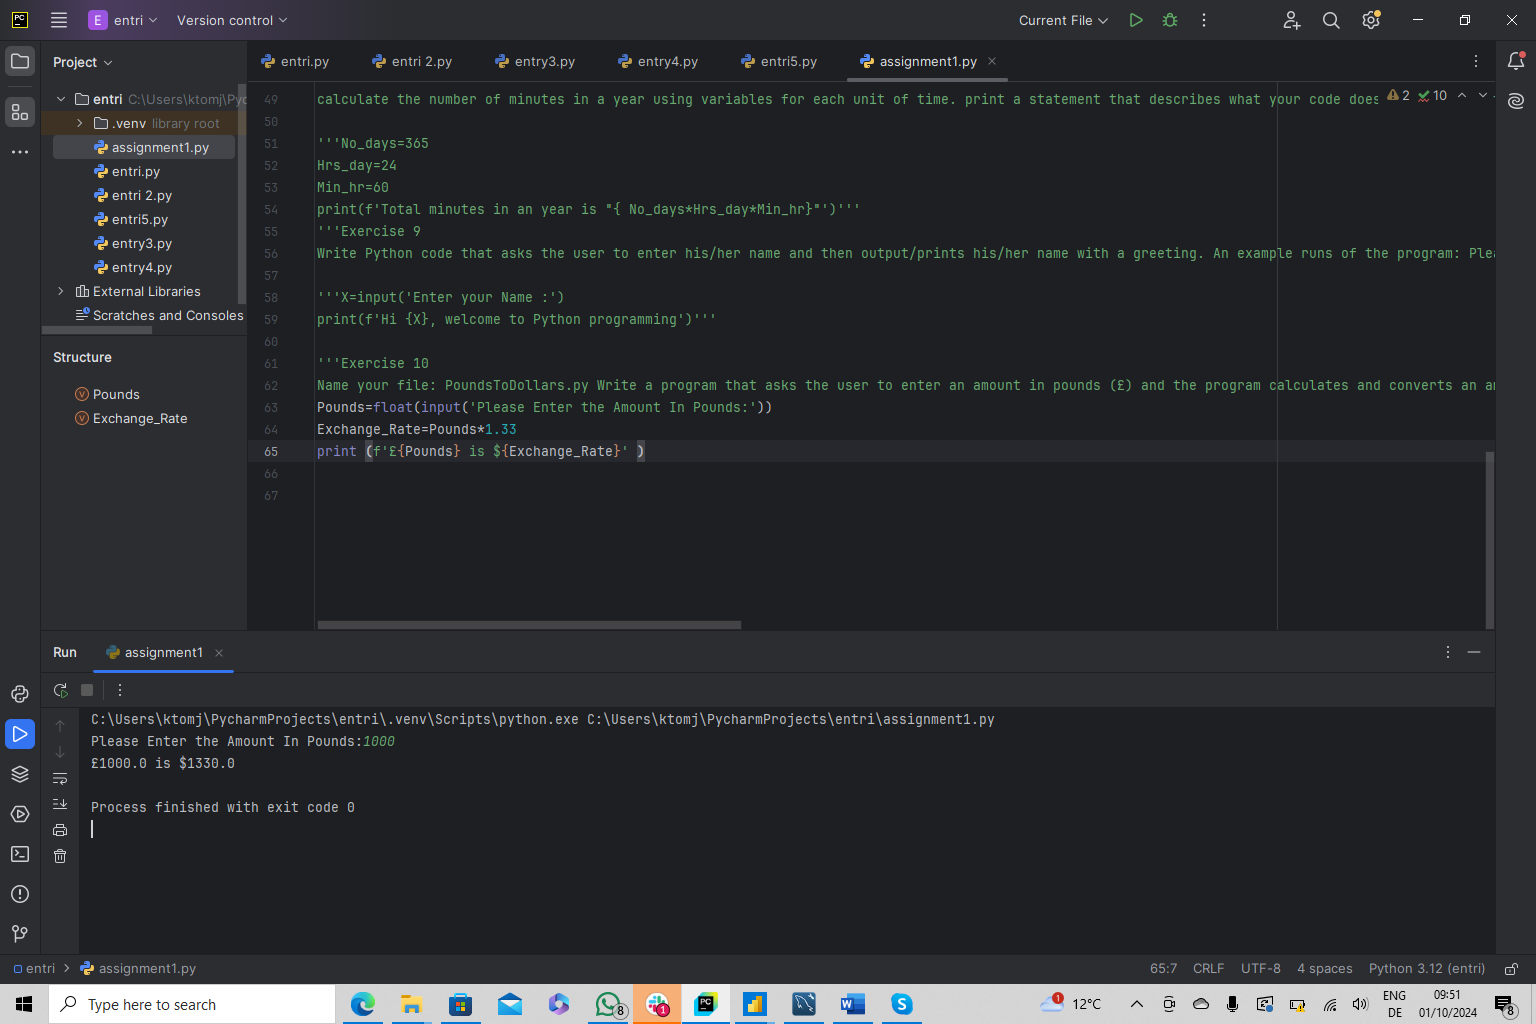 PC
E entri
Version control
Current File
Project
entri.py
entri 2.py
entry3.py
entry4.py
entri5.py
assignment1.py
entri C:\Users\ktomj\Pyc
.venv library root
assignment1.py
entri.py
entri 2.py
entri5.py
entry3.py
entry4.py
External Libraries
Scratches and Consoles
Structure
Pounds
Exchange_Rate
2 10
49 calculate the number of minutes in a year using variables for each unit of time. print a statement that describes what your code does
50
51 '''No_days=365
52 Hrs_day=24
53 Min_hr=60
54 print(f'Total minutes in an year is "{ No_days*Hrs_day*Min_hr}"')'''
55 '''Exercise 9
56 Write Python code that asks the user to enter his/her name and then output/prints his/her name with a greeting. An example runs of the program: Plea
57
58 '''X=input('Enter your Name :')
59 print(f'Hi {X}, welcome to Python programming')'''
60
61 '''Exercise 10
62 Name your file: PoundsToDollars.py Write a program that asks the user to enter an amount in pounds (£) and the program calculates and converts an am
63 Pounds=float(input('Please Enter the Amount In Pounds:'))
64 Exchange_Rate=Pounds*1.33
65 print (f'£{Pounds} is ${Exchange_Rate}' )
66
67
Run
assignment1
C:\Users\ktomj\PycharmProjects\entri\.venv\Scripts\python.exe C:\Users\ktomj\PycharmProjects\entri\assignment1.py
Please Enter the Amount In Pounds:1000
£1000.0 is $1330.0
Process finished with exit code 0
entri > assignment1.py
65:7 CRLF UTF-8 4 spaces Python 3.12 (entri)
Type here to search
8
1
PC
1
12°C
ENG
DE
09:51
01/10/2024
8